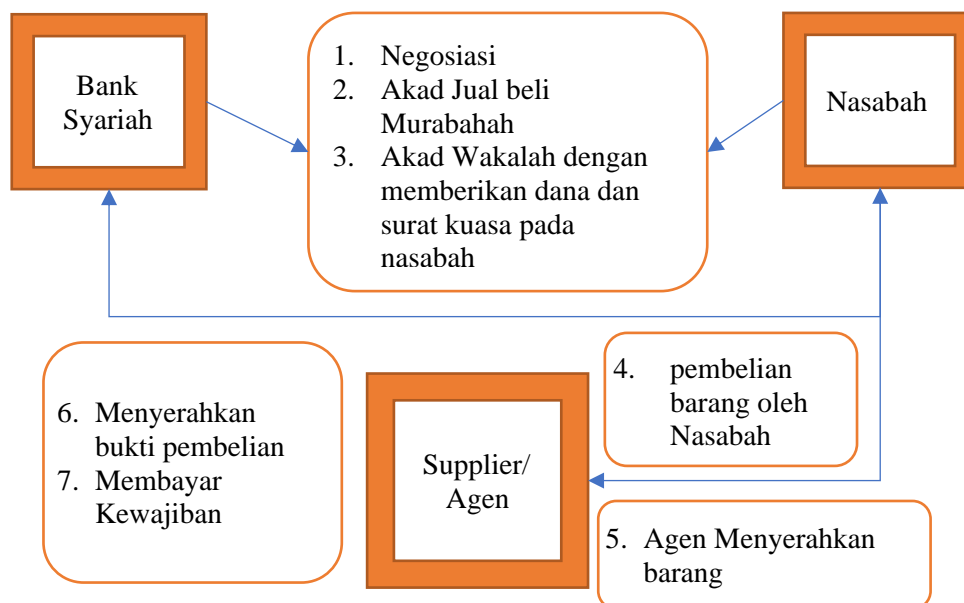 Bank
Syariah
1. Negosiasi
2. Akad Jual beli
Murabahah
3. Akad Wakalah dengan
memberikan dana dan
surat kuasa pada
nasabah
Nasabah
4. pembelian
barang oleh
Nasabah
6. Menyerahkan
bukti pembelian
7. Membayar
Kewajiban
Supplier/
Agen
5. Agen Menyerahkan
barang